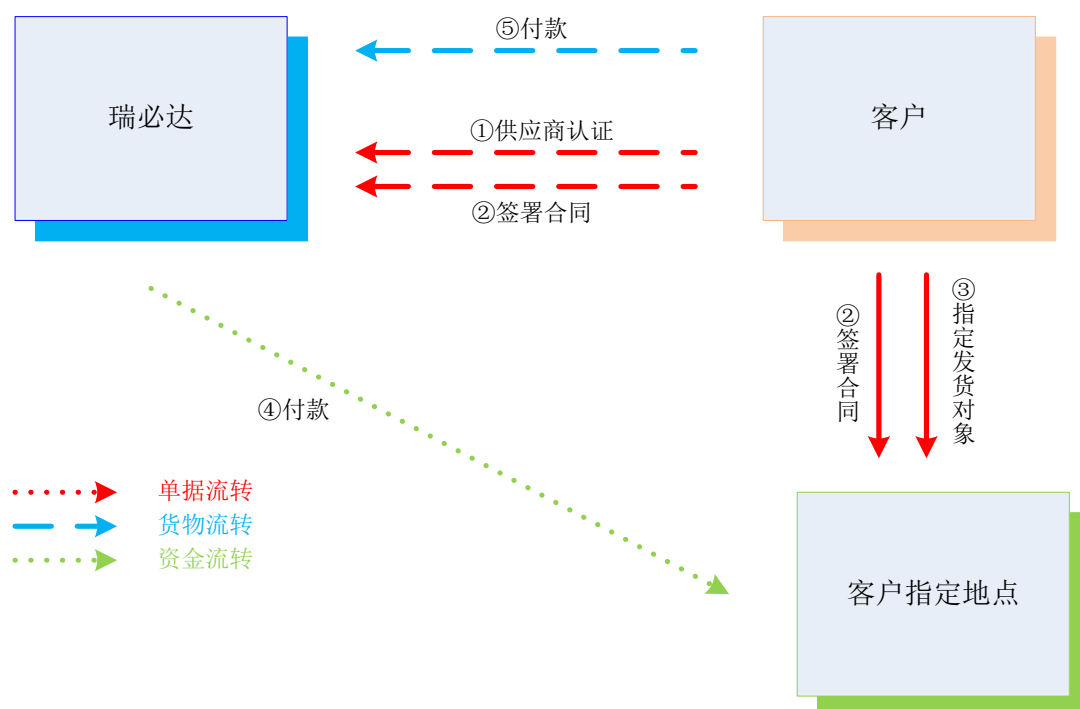 ⑤付款
瑞必达
客户
①供应商认证
②签署合同
②签署合同
③指定发货对象
④付款
单据流转
货物流转
资金流转
客户指定地点